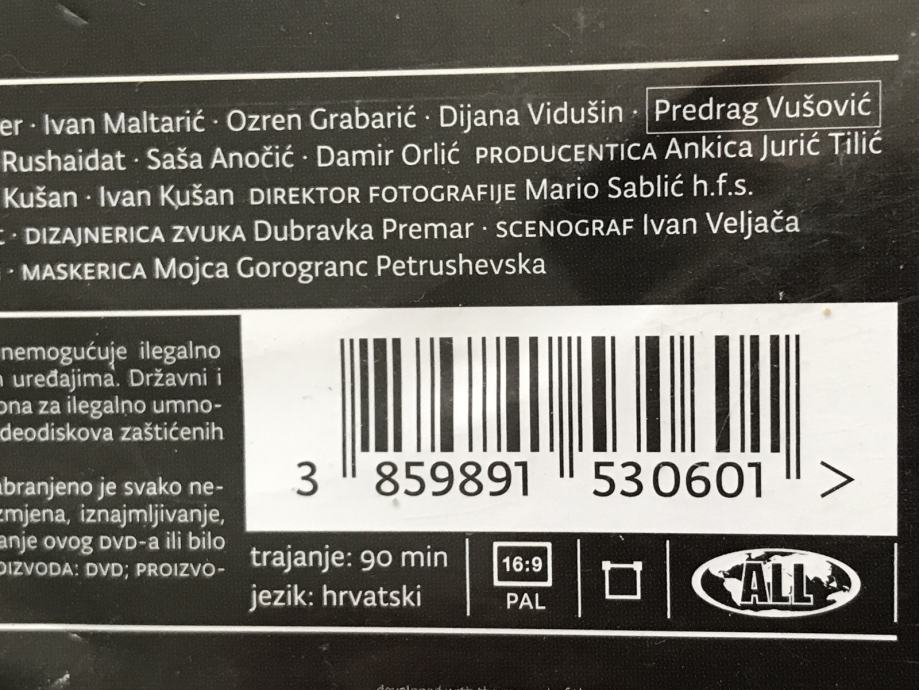 er · Ivan Maltarić · Ozren Grabarić · Dijana Vidušin · Predrag Vušović
Rushaidat · Saša Anočić · Damir Orlić PRODUCENTICA Ankica Jurić Tilić
Kušan · Ivan Kušan DIREKTOR FOTOGRAFIJE Mario Sablić h.f.s.
· DIZAJNERICA ZVUKA Dubravka Premar · SCENOGRAF Ivan Veljača
· MASKERICA Mojca Gorogranc Petrushevska
nemogućuje ilegalno
uređajima. Državni i
ona za ilegalno umno-
deodiskova zaštićenih
abranjeno je svako ne-
zmjena, iznajmljivanje,
anje ovog DVD-a ili bilo
OIZVODA: DVD; PROIZVO-
3 859891 530601 >
trajanje: 90 min
jezik: hrvatski
16:9
PAL
ALL